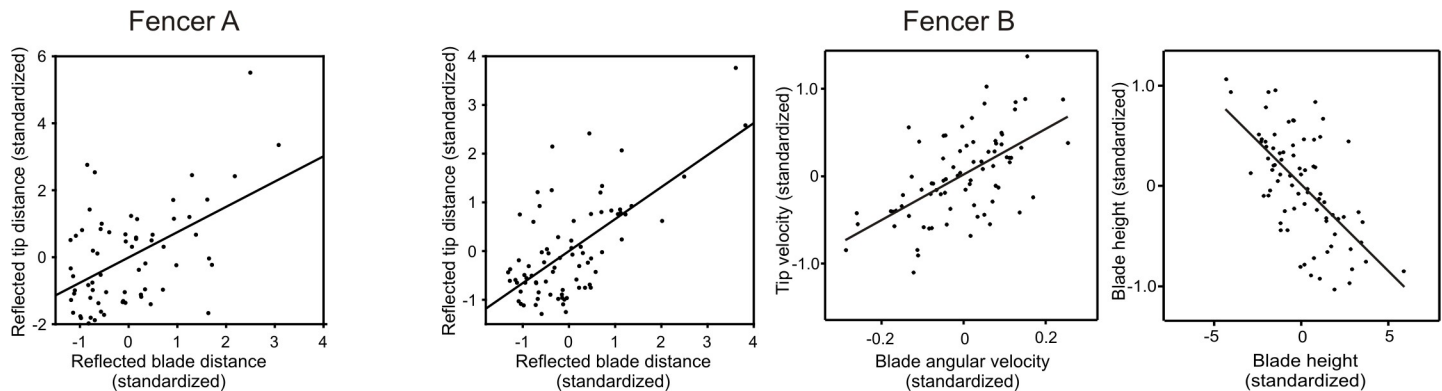 Fencer A
Fencer B
Reflected tip distance (standardized)
6
4
2
0
-2
-1
0
1
2
3
4
Reflected blade distance
(standardized)
Reflected tip distance (standardized)
4
3
2
1
0
-1
-1
0
1
2
3
4
Reflected blade distance
(standardized)
Tip velocity (standardized)
1.0
0
-1.0
-0.2
0
0.2
Blade angular velocity
(standardized)
Blade height (standardized)
1.0
0
-1.0
-5
0
5
Blade height
(standardized)